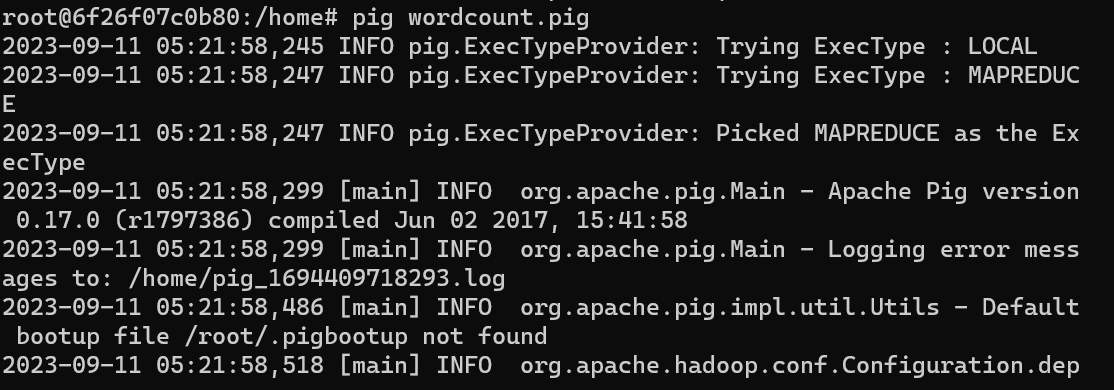 root@6f26f07c0b80:/home# pig wordcount.pig
2023-09-11 05:21:58,245 INFO pig.ExecTypeProvider: Trying ExecType : LOCAL
2023-09-11 05:21:58,247 INFO pig.ExecTypeProvider: Trying ExecType : MAPREDUC
E
2023-09-11 05:21:58,247 INFO pig.ExecTypeProvider: Picked MAPREDUCE as the Ex
ecType
2023-09-11 05:21:58,299 [main] INFO  org.apache.pig.Main - Apache Pig version
 0.17.0 (r1797386) compiled Jun 02 2017, 15:41:58
2023-09-11 05:21:58,299 [main] INFO  org.apache.pig.Main - Logging error mess
ages to: /home/pig_1694409718293.log
2023-09-11 05:21:58,486 [main] INFO  org.apache.pig.impl.util.Utils - Default
 bootup file /root/.pigbootup not found
2023-09-11 05:21:58,518 [main] INFO  org.apache.hadoop.conf.Configuration.dep